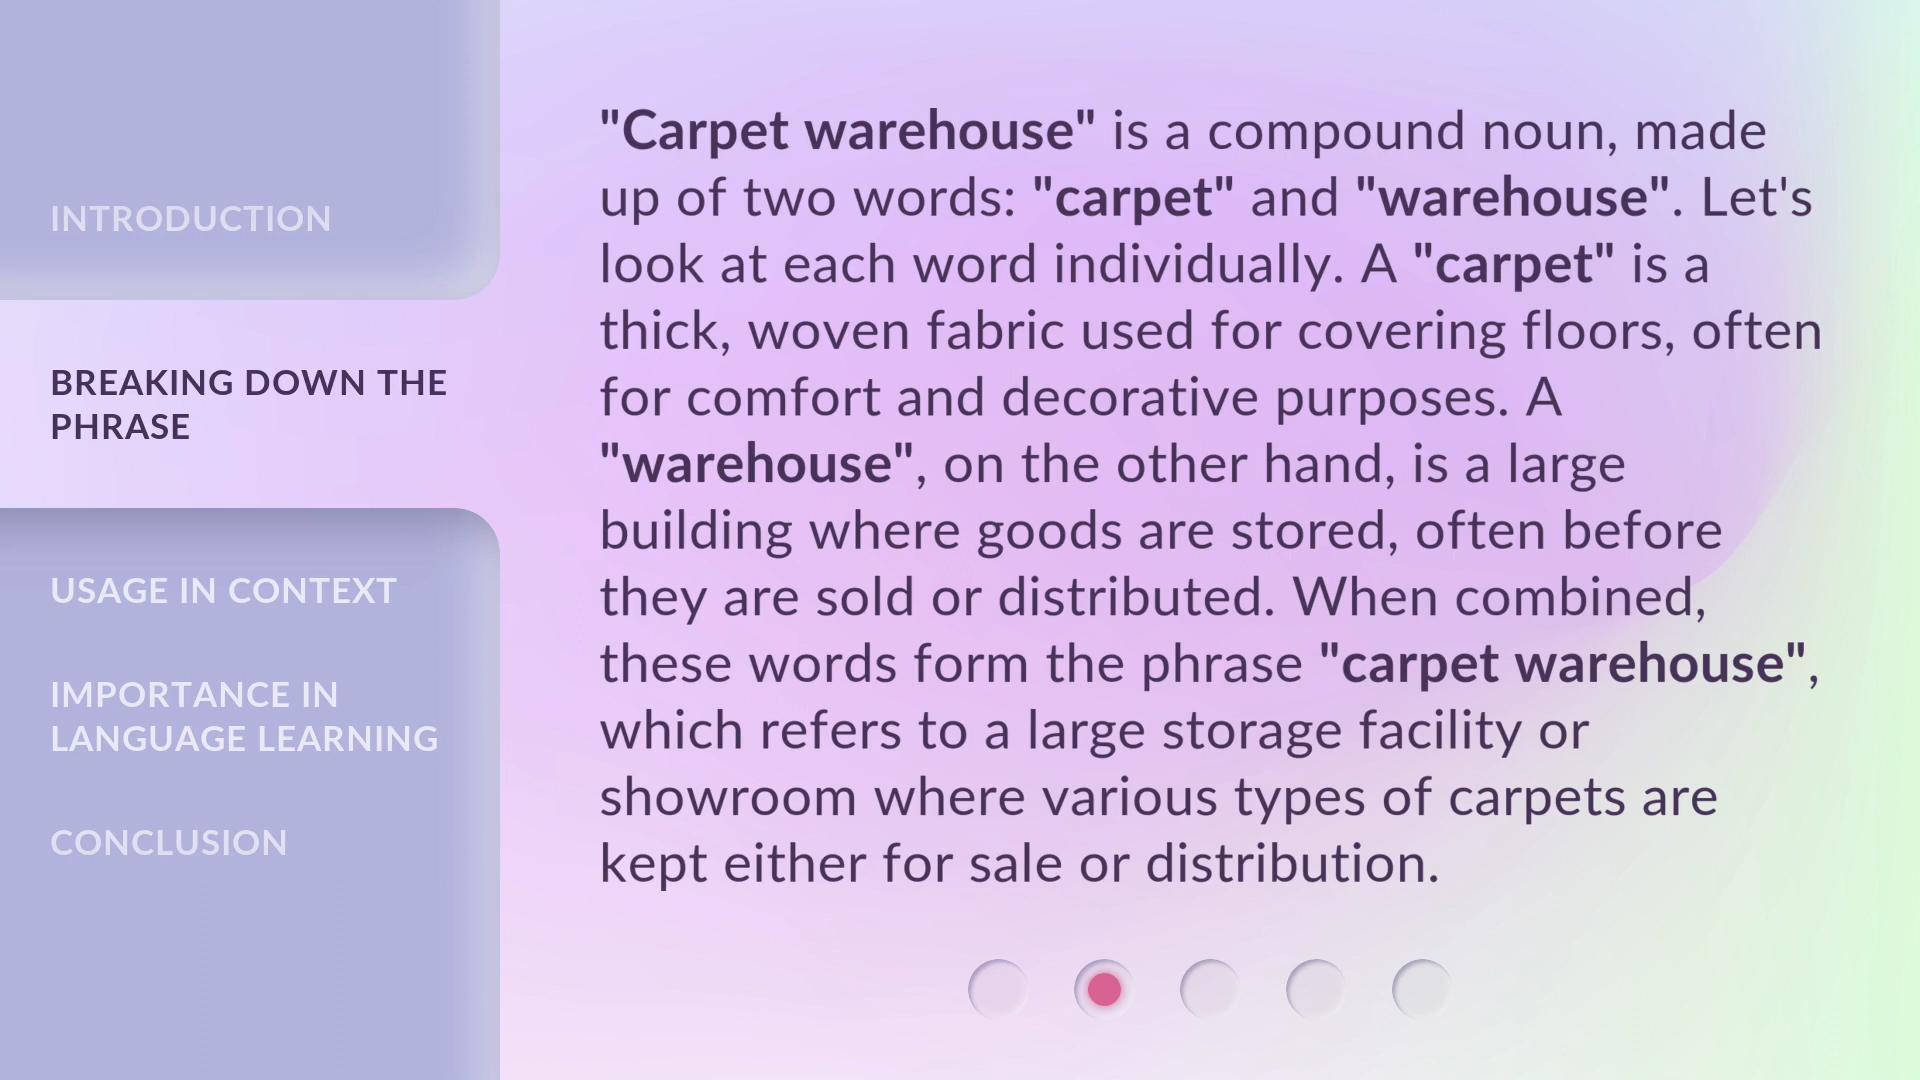 INTRODUCTION
BREAKING DOWN THE
PHRASE
USAGE IN CONTEXT
IMPORTANCE IN
LANGUAGE LEARNING
CONCLUSION
"Carpet warehouse" is a compound noun, made
up of two words: "carpet" and "warehouse". Let's
look at each word individually. A "carpet" is a
thick, woven fabric used for covering floors, often
for comfort and decorative purposes. A
"warehouse", on the other hand, is a large
building where goods are stored, often before
they are sold or distributed. When combined,
these words form the phrase "carpet warehouse",
which refers to a large storage facility or
showroom where various types of carpets are
kept either for sale or distribution.